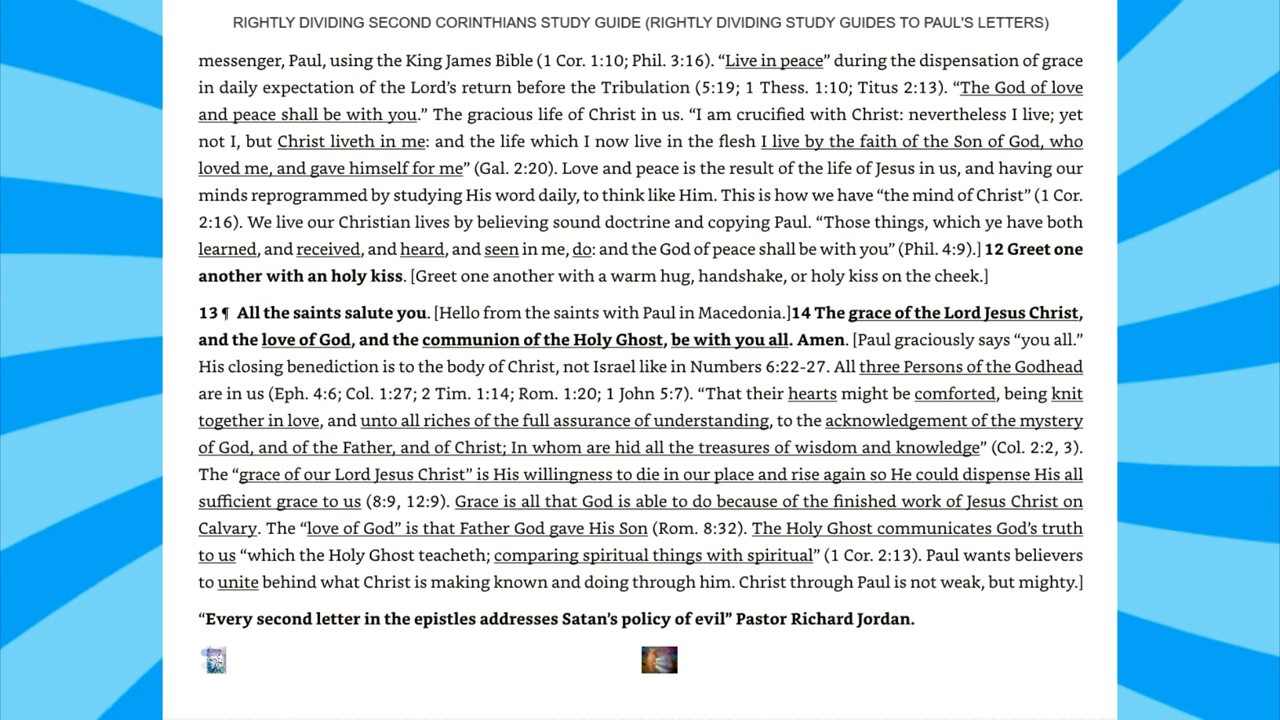 RIGHTLY DIVIDING SECOND CORINTHIANS STUDY GUIDE (RIGHTLY DIVIDING STUDY GUIDES TO PAUL'S LETTERS)
messenger, Paul, using the King James Bible (1 Cor. 1:10; Phil. 3:16). “Live in peace” during the dispensation of grace
in daily expectation of the Lord’s return before the Tribulation (5:19; 1 Thess. 1:10; Titus 2:13). “The God of love
and peace shall be with you.” The gracious life of Christ in us. “I am crucified with Christ: nevertheless I live; yet
not I, but Christ liveth in me: and the life which I now live in the flesh I live by the faith of the Son of God, who
loved me, and gave himself for me” (Gal. 2:20). Love and peace is the result of the life of Jesus in us, and having our
minds reprogrammed by studying His word daily, to think like Him. This is how we have “the mind of Christ” (1 Cor.
2:16). We live our Christian lives by believing sound doctrine and copying Paul. “Those things, which ye have both
learned, and received, and heard, and seen in me, do: and the God of peace shall be with you” (Phil. 4:9).] 12 Greet one
another with an holy kiss. [Greet one another with a warm hug, handshake, or holy kiss on the cheek.]
13 ¶ All the saints salute you. [Hello from the saints with Paul in Macedonia.]14 The grace of the Lord Jesus Christ,
and the love of God, and the communion of the Holy Ghost, be with you all. Amen. [Paul graciously says “you all.”
His closing benediction is to the body of Christ, not Israel like in Numbers 6:22-27. All three Persons of the Godhead
are in us (Eph. 4:6; Col. 1:27; 2 Tim. 1:14; Rom. 1:20; 1 John 5:7). “That their hearts might be comforted, being knit
together in love, and unto all riches of the full assurance of understanding, to the acknowledgement of the mystery
of God, and of the Father, and of Christ; In whom are hid all the treasures of wisdom and knowledge” (Col. 2:2, 3).
The “grace of our Lord Jesus Christ” is His willingness to die in our place and rise again so He could dispense His all
sufficient grace to us (8:9, 12:9). Grace is all that God is able to do because of the finished work of Jesus Christ on
Calvary. The “love of God” is that Father God gave His Son (Rom. 8:32). The Holy Ghost communicates God’s truth
to us “which the Holy Ghost teacheth; comparing spiritual things with spiritual” (1 Cor. 2:13). Paul wants believers
to unite behind what Christ is making known and doing through him. Christ through Paul is not weak, but mighty.]
“Every second letter in the epistles addresses Satan’s policy of evil” Pastor Richard Jordan.